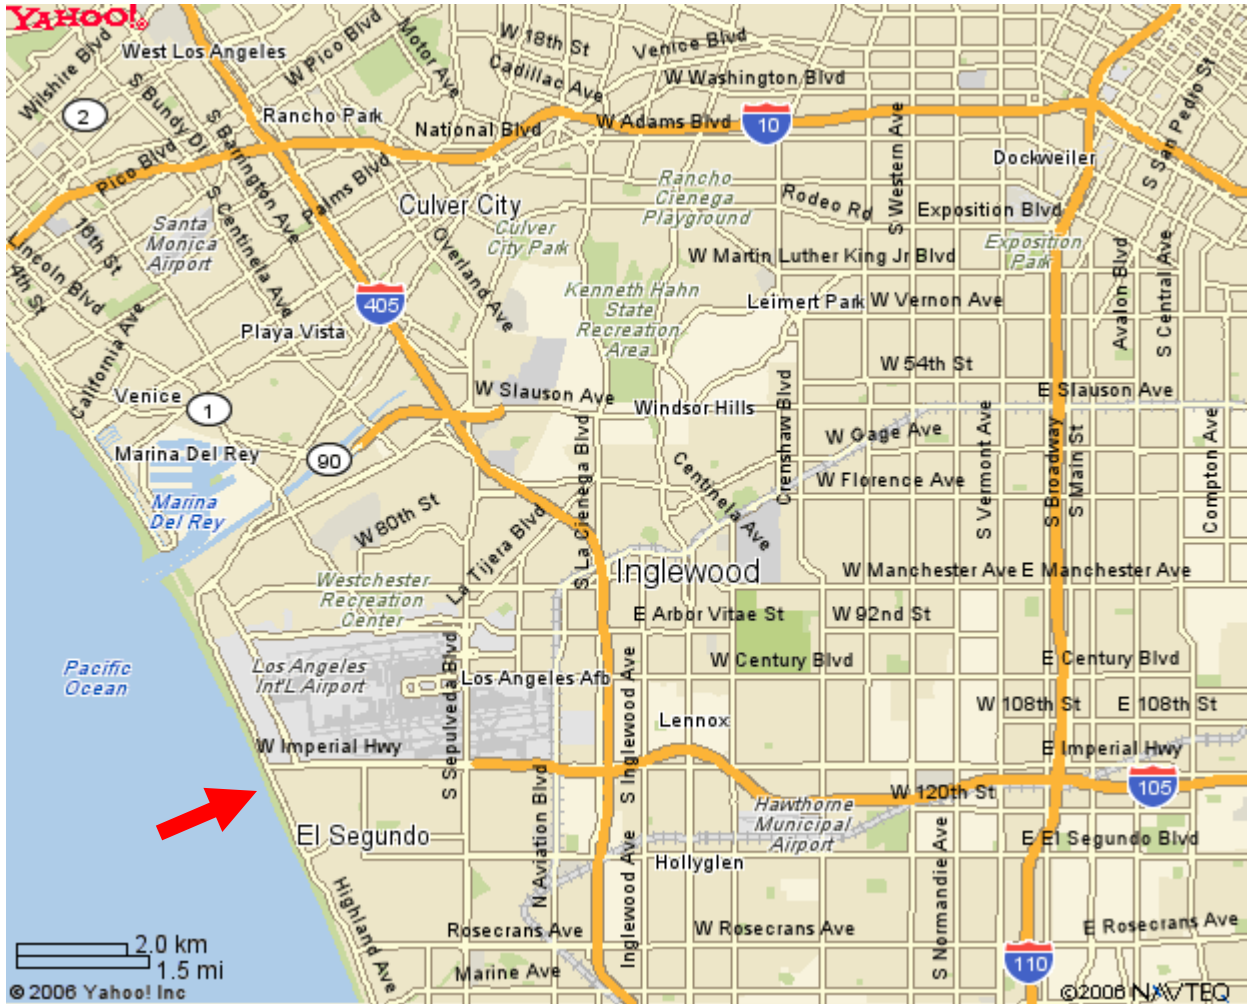 YAHOO!
West Los Angeles
Wilshire Blvd
W Pico Blvd
Motor Ave
W 18th St
Venice Blvd
Cadillac Ave
W Washington Blvd
2
S Bundy Dr
S Barrington Ave
Rancho Park
National Blvd
W Adams Blvd
10
S Western Ave
Dockweiler
S San Pedro St
Pico Blvd
Palms Blvd
S Centinela Ave
Culver City
Rancho
Cienega
Playground
Rodeo Rd
Exposition Blvd
16th St
Santa
Monica
Airport
Overland Ave
Culver
City Park
Exposition
Park
Lincoln Blvd
4th St
W Martin Luther King Jr Blvd
Avalon Blvd
S Central Ave
405
Kenneth Hahn
State
Recreation
Area
Leimert Park
W Vernon Ave
California Ave
Playa Vista
W 54th St
Venice
1
W Slauson Ave
Windsor Hills
Crenshaw Blvd
E Slauson Ave
W Gage Ave
S Vermont Ave
S Broadway
S Main St
Compton Ave
Marina Del Rey
90
S La Cienega Blvd
Centinela Ave
W Florence Ave
Marina
Del Rey
W 80th St
La Tijera Blvd
Inglewood
W Manchester Ave
E Manchester Ave
Westchester
Recreation
Center
E Arbor Vitae St
W 92nd St
Pacific
Ocean
Los Angeles
Int'L Airport
S Sepulveda Blvd
Los Angeles Afb
S Inglewood Ave
W Century Blvd
E Century Blvd
Lennox
W 108th St
E 108th St
W Imperial Hwy
E Imperial Hwy
N Aviation Blvd
W 120th St
105
El Segundo
Hawthorne
Municipal
Airport
E El Segundo Blvd
Hollyglen
Inglewood Ave
S Normandie Ave
Highland Ave
Rosecrans Ave
W Rosecrans Ave
E Rosecrans Ave
2.0 km
1.5 mi
Marine Ave
110
© 2006 Yahoo! Inc
©2006 NAVTEQ